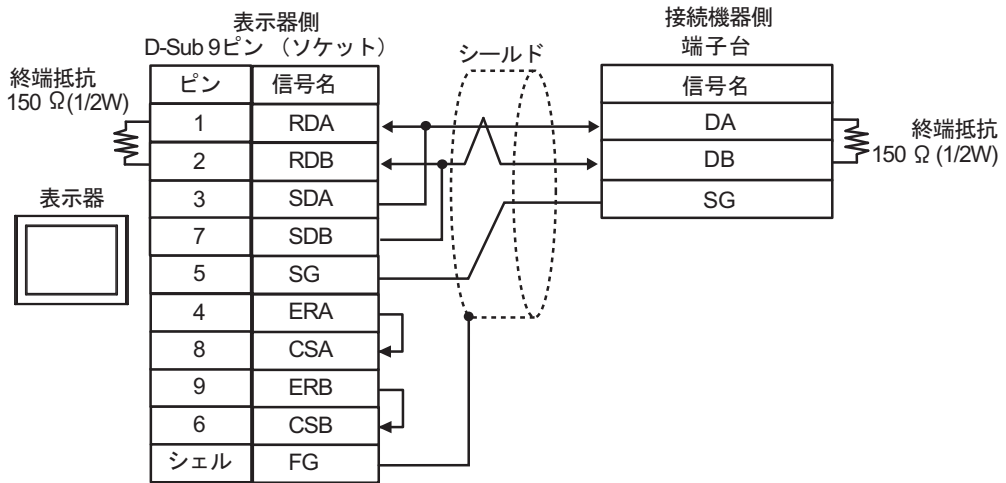 表示器側
D-Sub 9ピン （ソケット）
シールド
接続機器側
端子台
終端抵抗
150 Ω(1/2W)
ピン 信号名
1 RDA
2 RDB
3 SDA
7 SDB
5 SG
4 ERA
8 CSA
9 ERB
6 CSB
シェル FG
表示器
信号名
DA
DB
SG
終端抵抗
150 Ω (1/2W)